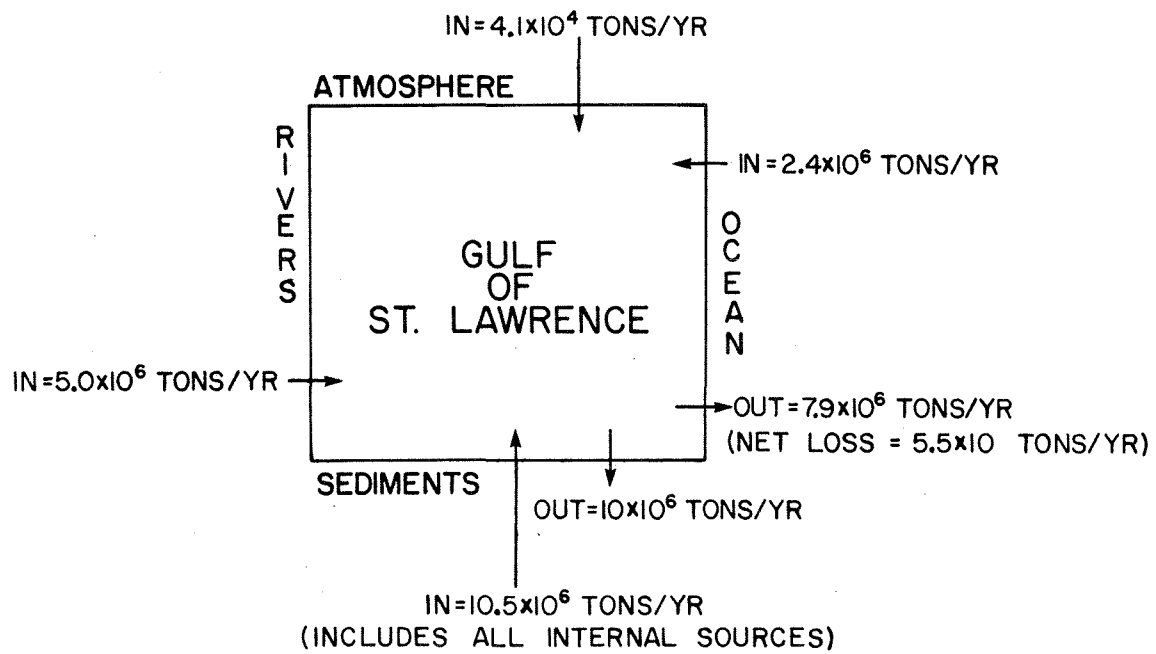 IN=4.1x10⁴ TONS/YR
ATMOSPHERE
RIVERS
IN=2.4x10⁶ TONS/YR
OCEAN
GULF
OF
ST. LAWRENCE
IN=5.0x10⁶ TONS/YR
OUT=7.9x10⁶ TONS/YR
(NET LOSS = 5.5x10 TONS/YR)
SEDIMENTS
OUT=10x10⁶ TONS/YR
IN=10.5x10⁶ TONS/YR
(INCLUDES ALL INTERNAL SOURCES)